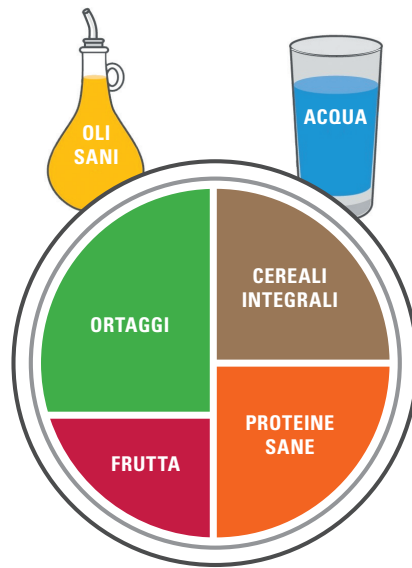 OLI
SANI
ACQUA
ORTAGGI
CEREALI
INTEGRALI
FRUTTA
PROTEINE
SANE